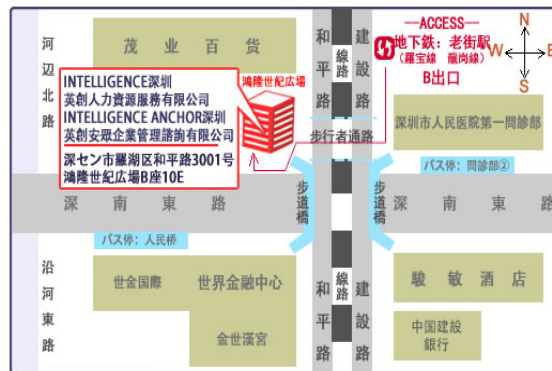 ---ACCESS---
地下鉄：老街駅
（羅宝線　龍崗線）
B出口
N
W
E
S
河辺北路
茂业百货
和平路
線路
建設路
INTELLIGENCE深圳
英創人力資源服務有限公司
INTELLIGENCE ANCHOR深圳
英創安眾企業管理諮詢有限公司
深セン市羅湖区和平路3001号
鴻隆世紀広場B座10E
鴻隆世紀広場
歩行者通路
深圳市人民医院第一問診部
バス停：問診部②
深南東路
歩道橋
歩道橋
深南東路
バス停：人民桥
沿河東路
世金国際
世界金融中心
金世漢宮
和平路
線路
建設路
駿敏酒店
中国建設
銀行